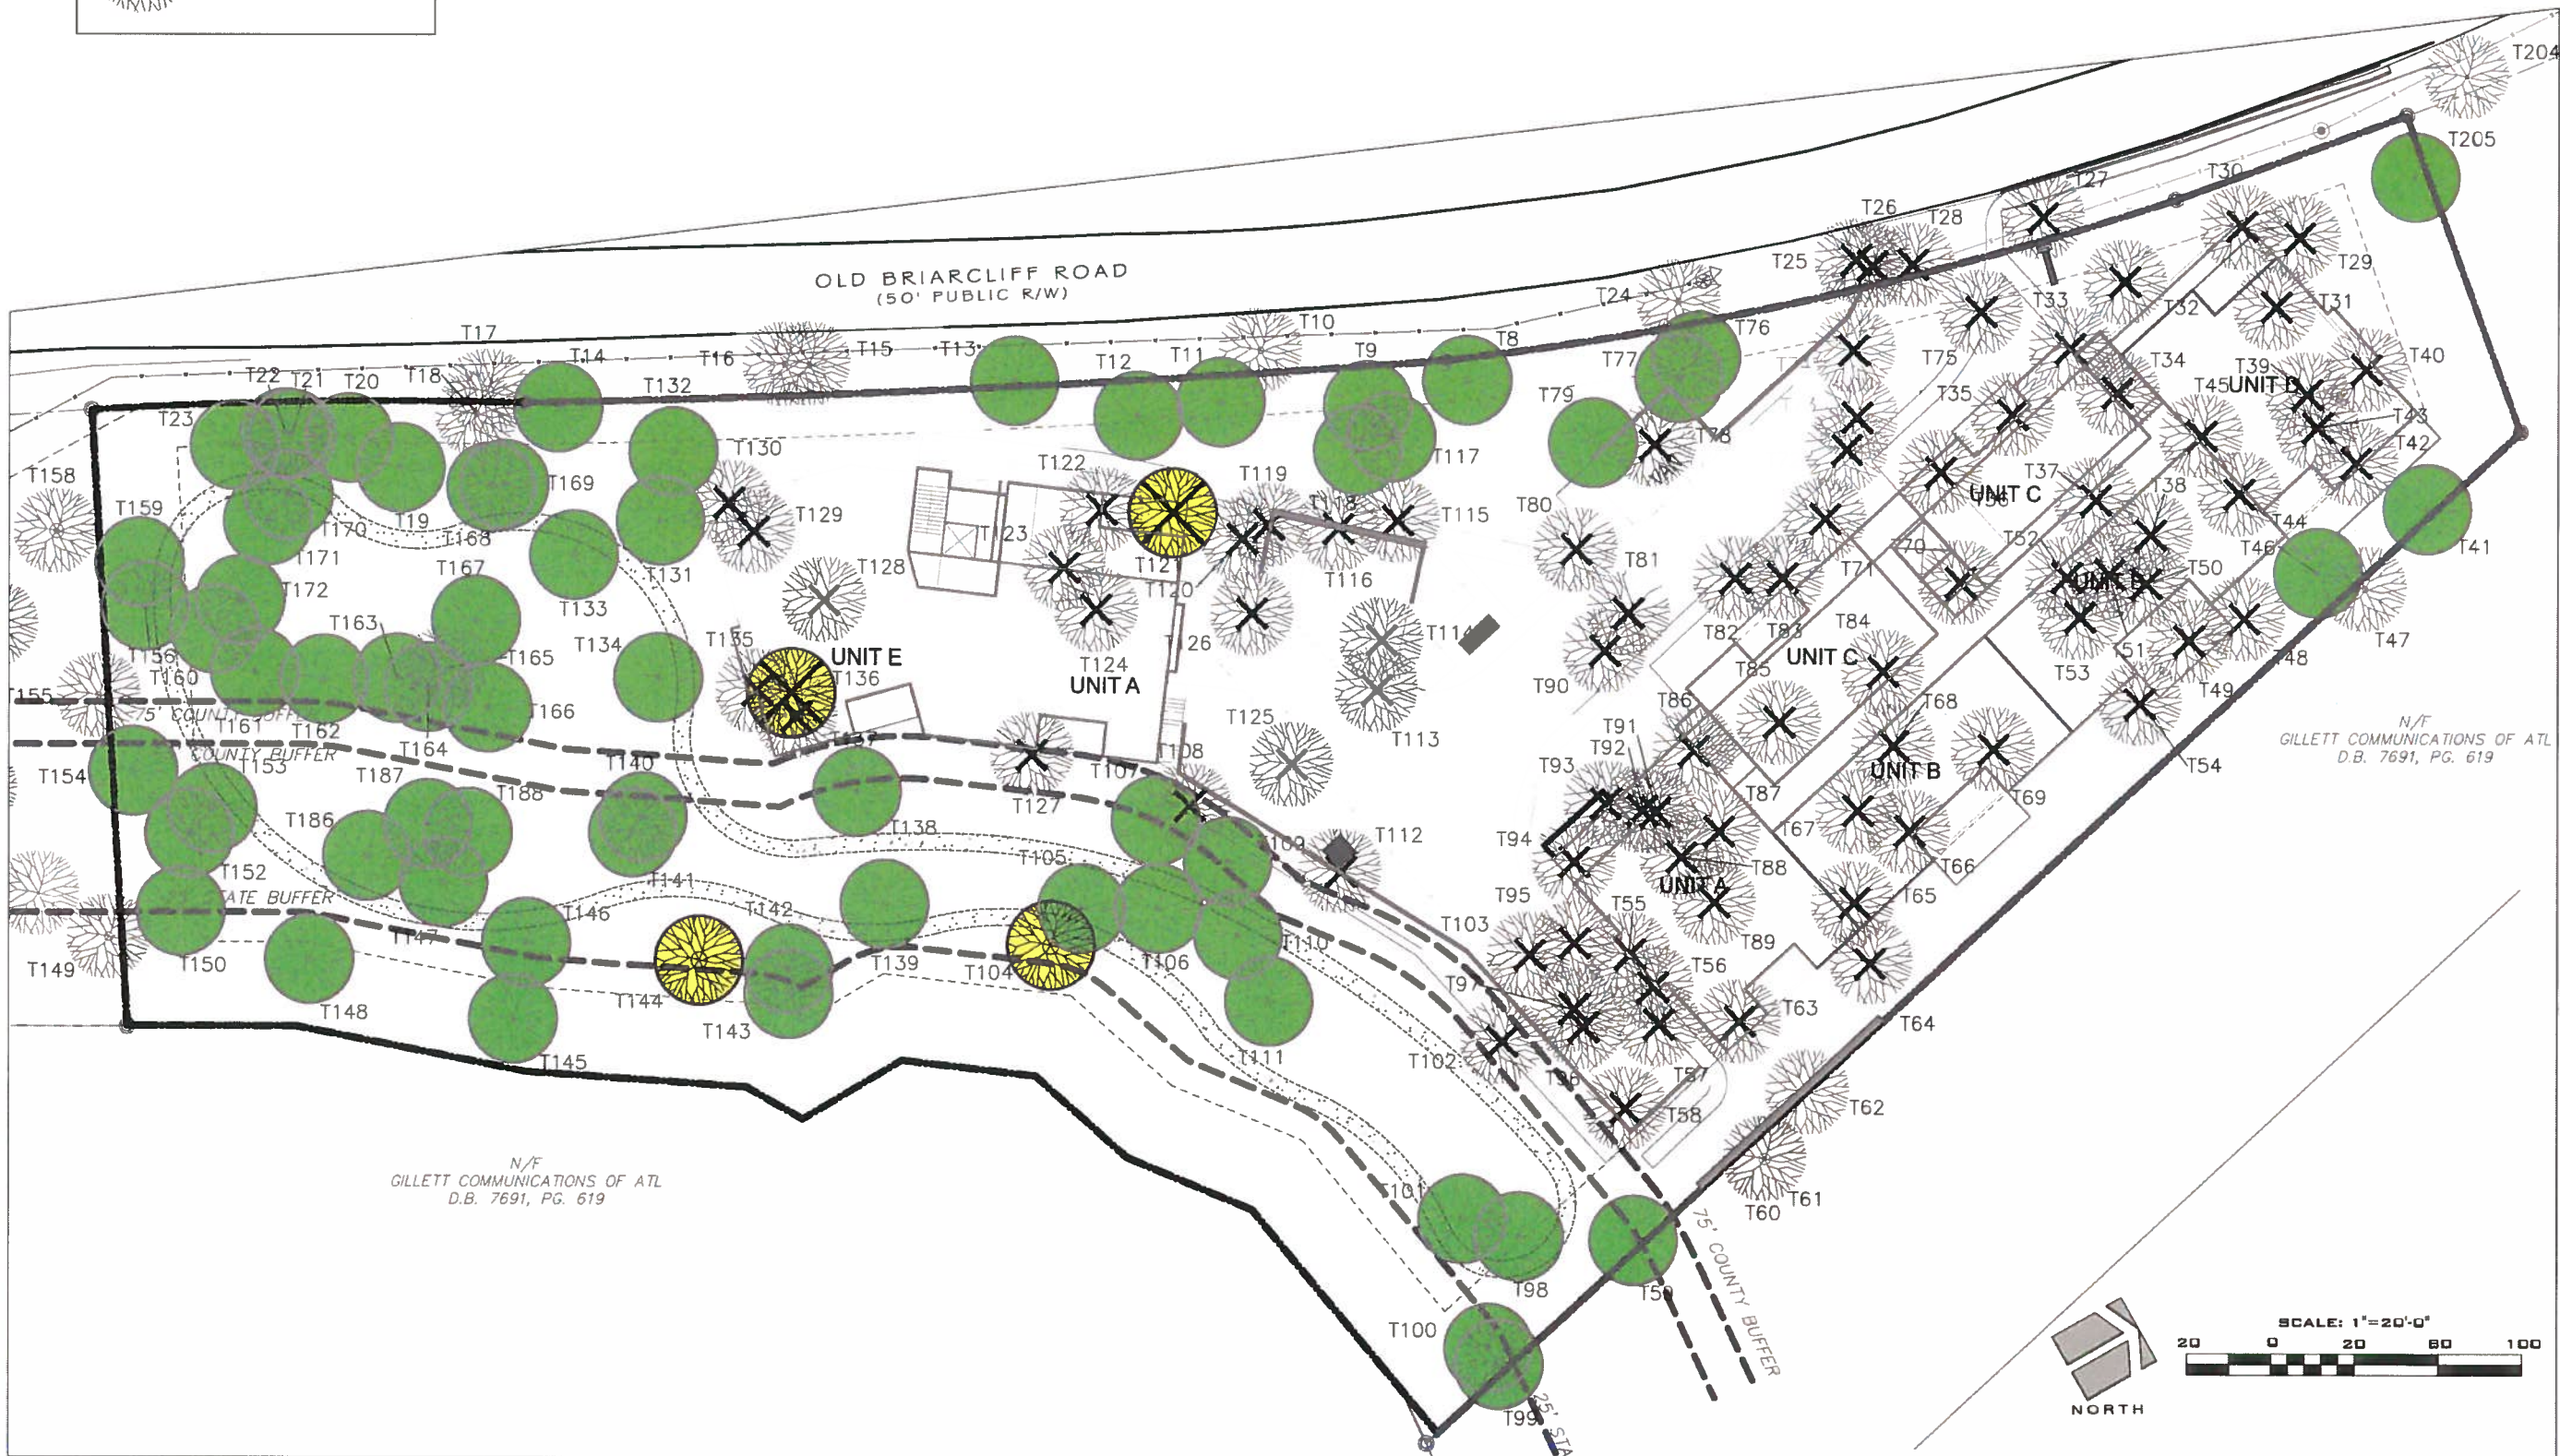 T204
T205
T30
T27
T26
T28
T25
T29
OLD BRIARCLIFF ROAD
(50' PUBLIC R/W)
T24
T33
T32
T31
T17
T14
T16
T15
T13
T12
T11
T10
T9
T8
T77
T76
T75
T34
T39
T40
T22
T21
T20
T18
T132
T79
T35
T45
UNIT D
T23
T130
T78
T43
T42
T158
T159
T169
T122
T119
T118
T117
T37
T38
UNIT C
T19
T129
T123
T115
T80
T44
T170
T168
T171
T131
T128
T120
T116
T81
T71
T70
T52
T50
T46
T41
T172
T167
T133
T163
T134
T135
T126
T114
T82
T83
T84
T53
T51
T48
T47
T156
T160
T165
UNIT E
T136
T124
UNIT A
T90
T85
UNIT C
T49
T155
T161
T162
T166
T164
T125
T113
T86
T68
N/F
GILLETT COMMUNICATIONS OF ATL
D.B. 7691, PG. 619
COUNTY BUFFER
T154
T153
T187
T188
T140
T107
T108
T127
T91
T92
T93
UNIT B
T54
T69
T87
T186
T138
T109
T112
T94
T67
T66
T88
T152
T141
T105
UNIT A
T65
T95
T55
T150
T147
T146
T142
T139
T104
T106
T110
T103
T89
T149
T148
T144
T143
T97
T56
T63
T64
T145
T111
T102
T57
T58
T62
N/F
GILLETT COMMUNICATIONS OF ATL
D.B. 7691, PG. 619
T101
T61
T60
T98
T59
75' COUNTY BUFFER
T100
T99
SCALE: 1"=20'-0"
20 0 20
100
NORTH